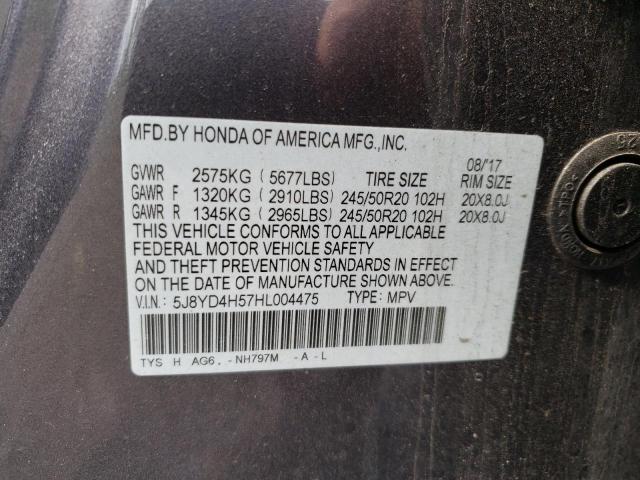 MFD.BY HONDA OF AMERICA MFG.,INC.
08/'17
GVWR 2575KG ( 5677LBS) TIRE SIZE RIM SIZE
GAWR F 1320KG ( 2910LBS) 245/50R20 102H 20X8.0J
GAWR R 1345KG ( 2965LBS) 245/50R20 102H 20X8.0J
THIS VEHICLE CONFORMS TO ALL APPLICABLE
FEDERAL MOTOR VEHICLE SAFETY
AND THEFT PREVENTION STANDARDS IN EFFECT
ON THE DATE OF MANUFACTURE SHOWN ABOVE.
V.I.N.: 5J8YD4H57HL004475 TYPE: MPV
TYS H AG6. - NH797M - A - L